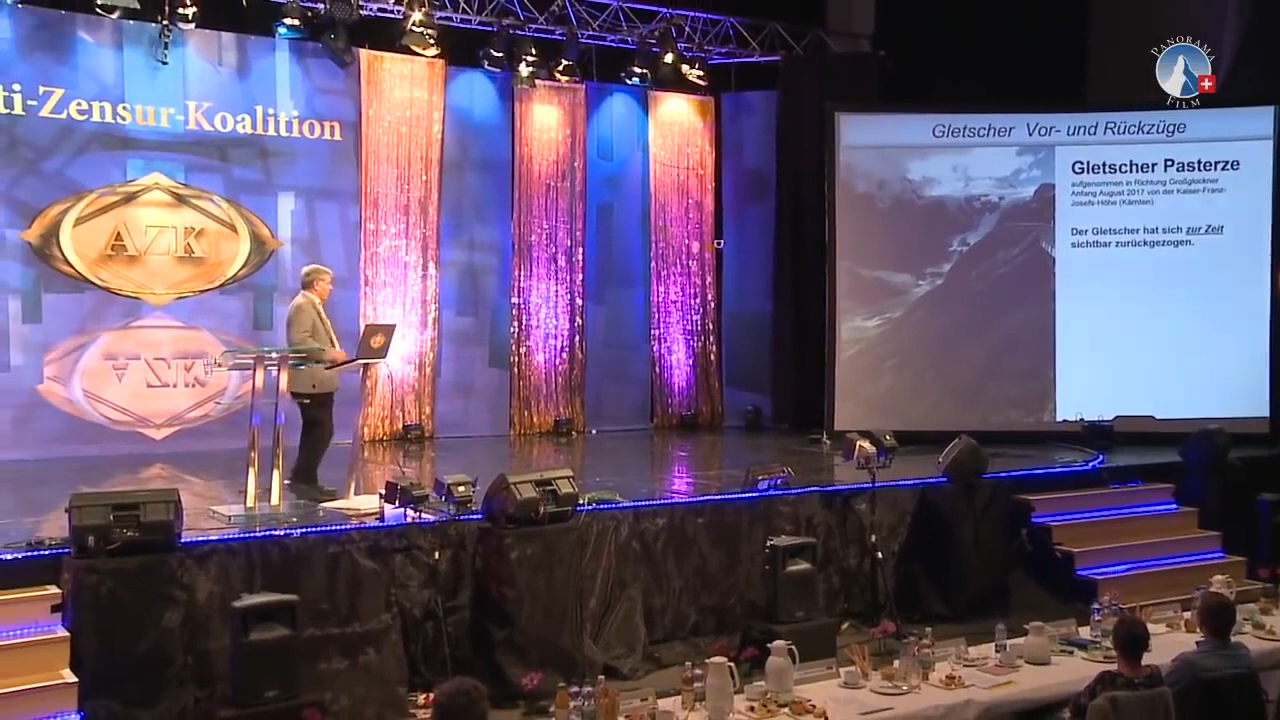 ti-Zensur-Koalition
AZK
PANORAMA
FILM
Gletscher Vor- und Rückzüge
Gletscher Pasterze
aufgenommen in Richtung Großglockner
Anfang August 2017 von der Kaiser-Franz-
Josefs-Höhe (Kärnten).
Der Gletscher hat sich zur Zeit
sichtbar zurückgezogen.